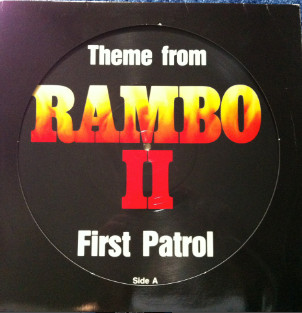 Theme from
RAMBO
II
First Patrol
Side A